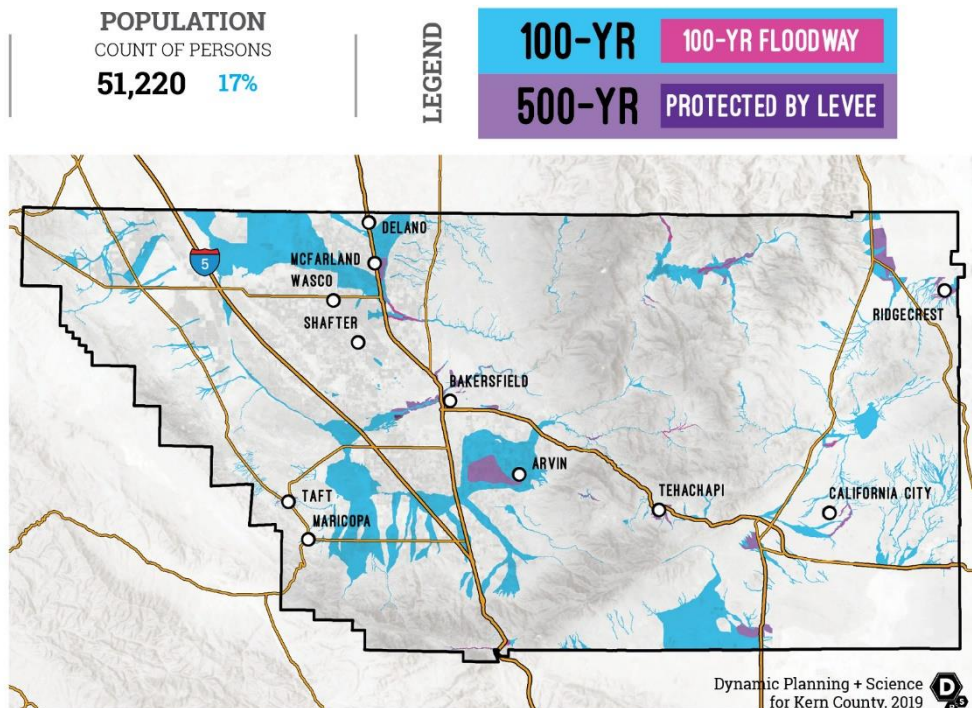 POPULATION
COUNT OF PERSONS
51,220 17%
LEGEND
100-YR
100-YR FLOODWAY
500-YR
PROTECTED BY LEVEE
DELANO
5
MCFARLAND
WASCO
SHAFTER
RIDGECREST
BAKERSFIELD
ARVIN
TAFT
TEHACHAPI
CALIFORNIA CITY
MARICOPA
Dynamic Planning + Science
for Kern County, 2019
D
S